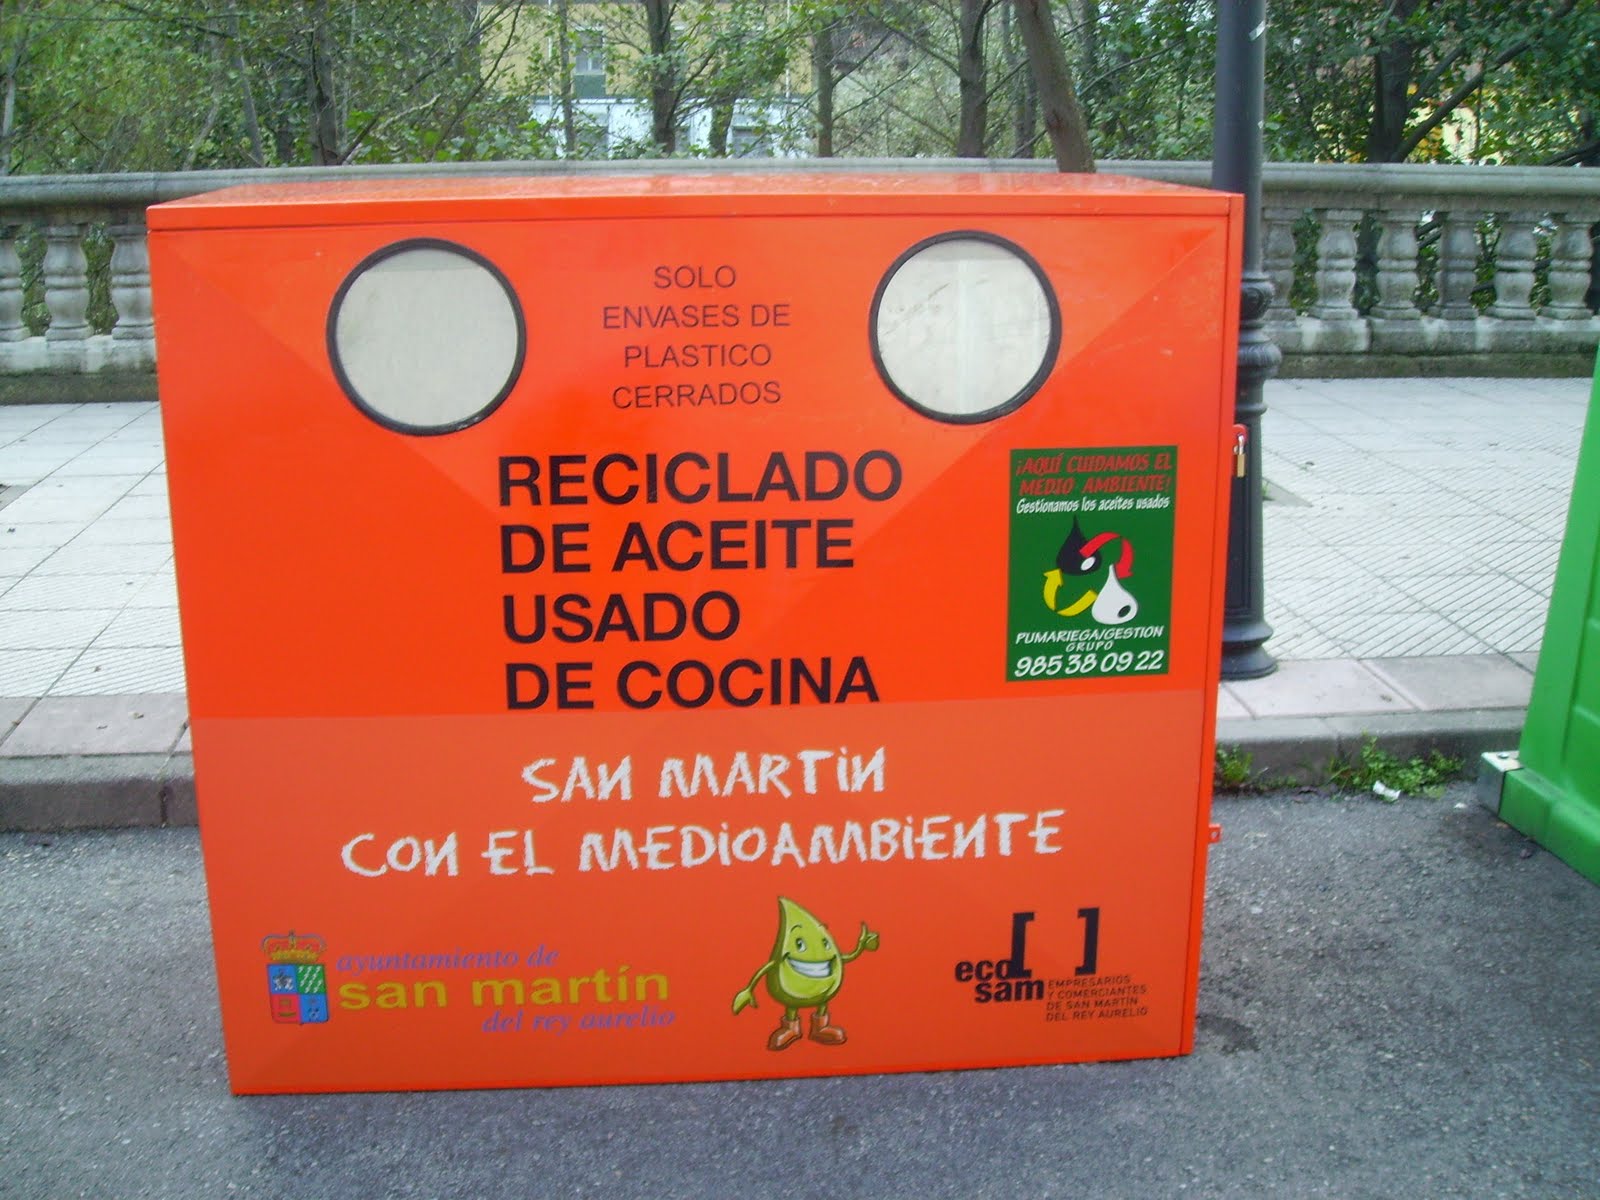 SOLO
ENVASES DE
PLASTICO
CERRADOS
RECICLADO
DE ACEITE
USADO
DE COCINA
¡AQUÍ CUIDAMOS EL
MEDIO AMBIENTE!
Gestionamos los aceites usados
PUMARIEGA/GESTION
GRUPO
985 38 09 22
SAN MARTiN
CON EL MEDIOAMBiENTE
ayuntamiento de
san martín
del rey aurelio
eco
sam
EMPRESARIOS
Y COMERCIANTES
DE SAN MARTÍN
DEL REY AURELIO